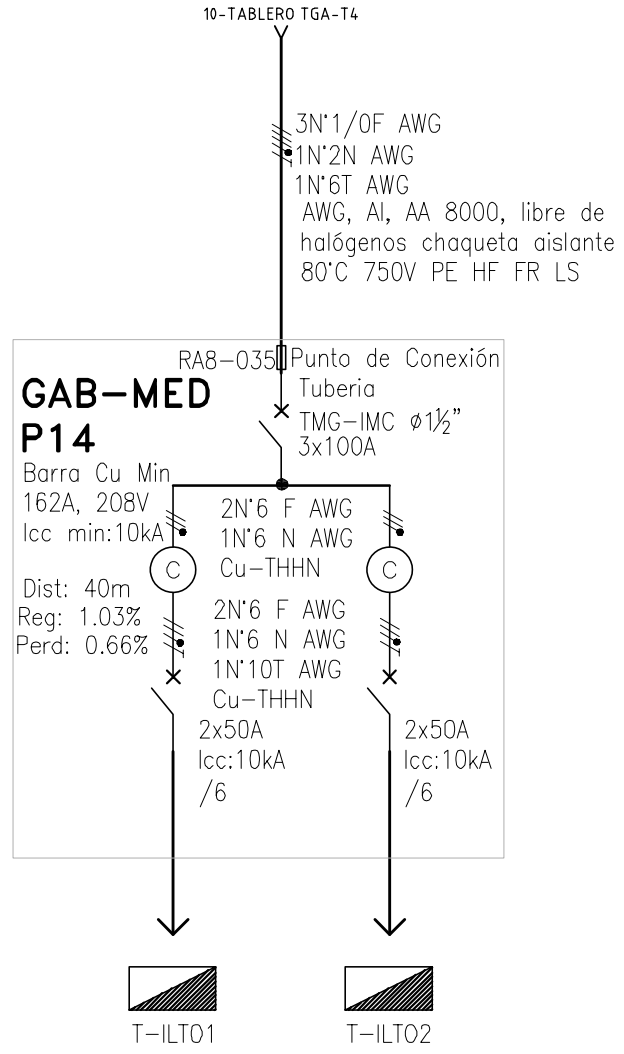 10-TABLERO TGA-T4
3N°1/0F AWG
1N°2N AWG
1N°6T AWG
AWG, Al, AA 8000, libre de
halógenos chaqueta aislante
80°C 750V PE HF FR LS
RA8-035
Punto de Conexión
Tuberia
TMG-IMC ⌀1½"
3x100A
GAB-MED
P14
Barra Cu Min
162A, 208V
Icc min:10kA
2N°6 F AWG
1N°6 N AWG
Cu-THHN
C
C
Dist: 40m
Reg: 1.03%
Perd: 0.66%
2N°6 F AWG
1N°6 N AWG
1N°10T AWG
Cu-THHN
2x50A
Icc:10kA
/6
2x50A
Icc:10kA
/6
T-ILT01
T-ILT02